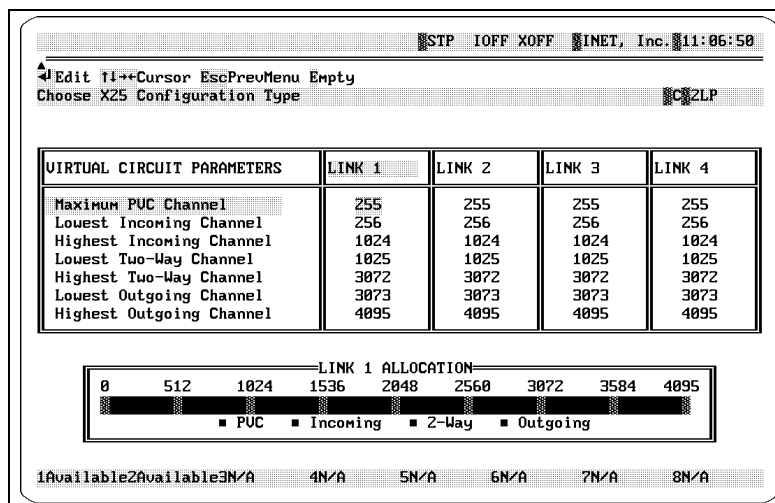 STP IOFF XOFF INET, Inc. 11:06:50
Edit ↑↓→←Cursor EscPrevMenu Empty
Choose X25 Configuration Type C 2LP
VIRTUAL CIRCUIT PARAMETERS LINK 1 LINK 2 LINK 3 LINK 4
Maximum PVC Channel 255 255 255 255
Lowest Incoming Channel 256 256 256 256
Highest Incoming Channel 1024 1024 1024 1024
Lowest Two-Way Channel 1025 1025 1025 1025
Highest Two-Way Channel 3072 3072 3072 3072
Lowest Outgoing Channel 3073 3073 3073 3073
Highest Outgoing Channel 4095 4095 4095 4095
LINK 1 ALLOCATION
0 512 1024 1536 2048 2560 3072 3584 4095
■ PVC ■ Incoming ■ 2-Way ■ Outgoing
1Available2Available3N/A 4N/A 5N/A 6N/A 7N/A 8N/A